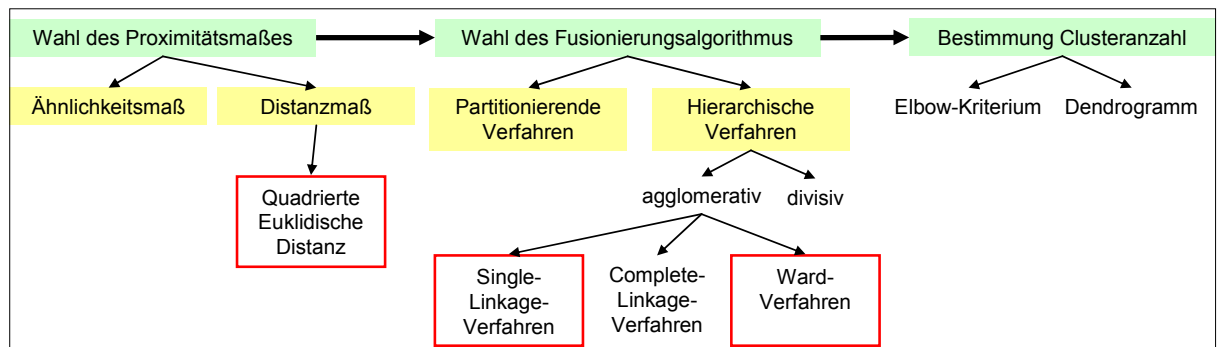 Wahl des Proximitätsmaßes
Wahl des Fusionierungsalgorithmus
Bestimmung Clusteranzahl
Ähnlichkeitsmaß
Distanzmaß
Partitionierende
Verfahren
Hierarchische
Verfahren
Elbow-Kriterium
Dendrogramm
Quadrierte
Euklidische
Distanz
agglomerativ
divisiv
Single-
Linkage-
Verfahren
Complete-
Linkage-
Verfahren
Ward-
Verfahren